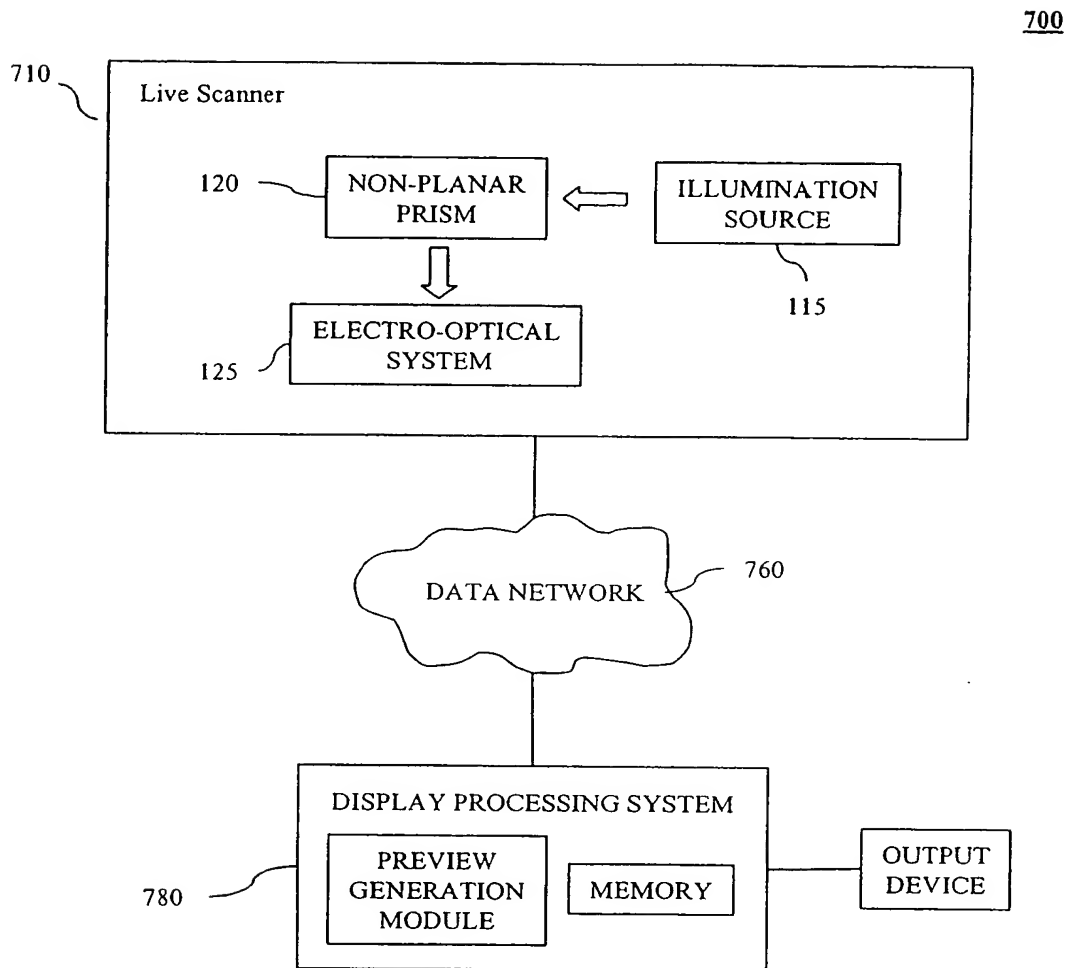 700
710
Live Scanner
120
NON-PLANAR
PRISM
ILLUMINATION
SOURCE
115
ELECTRO-OPTICAL
SYSTEM
125
DATA NETWORK
760
DISPLAY PROCESSING SYSTEM
PREVIEW
GENERATION
MODULE
MEMORY
OUTPUT
DEVICE
780